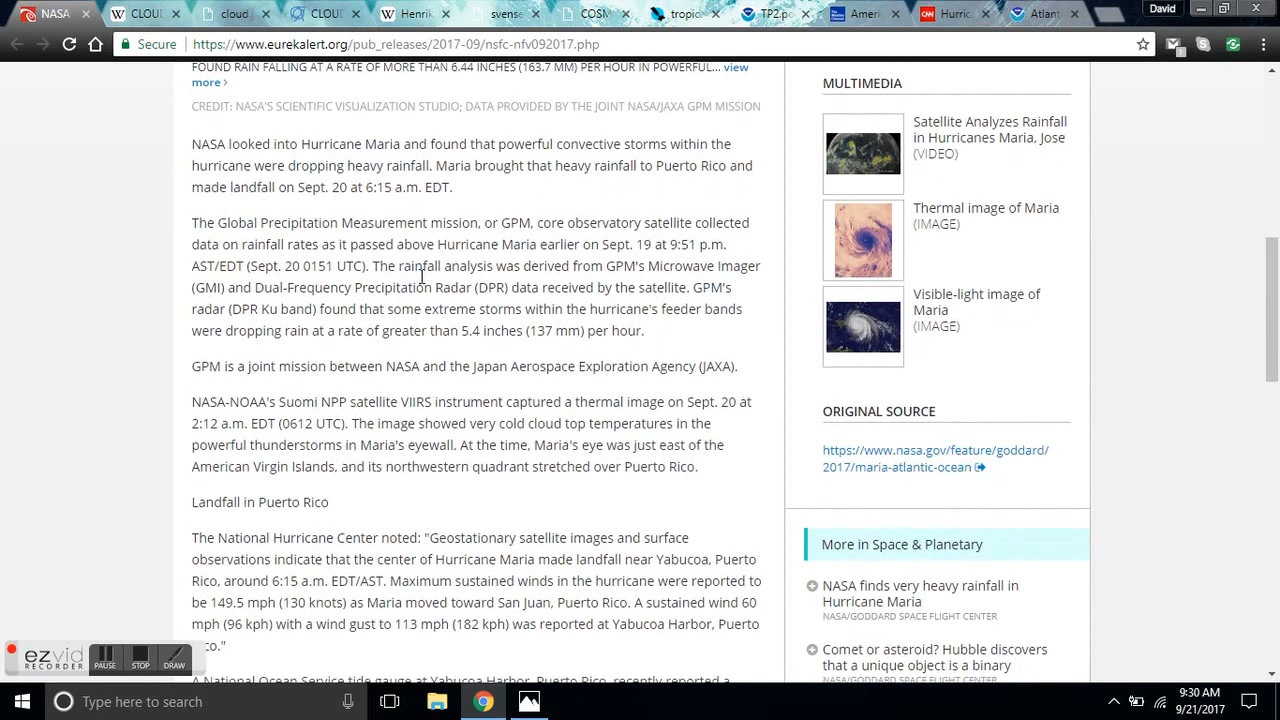 NASA
CLOU
cloud,
CLOU
Henrik
svense
COSM
tropic
TP2.pc
Ameri
Hurric
Atlant
David
Secure
https://www.eurekalert.org/pub_releases/2017-09/nsfc-nfv092017.php
FOUND RAIN FALLING AT A RATE OF MORE THAN 6.44 INCHES (163.7 MM) PER HOUR IN POWERFUL... view
more
CREDIT: NASA'S SCIENTIFIC VISUALIZATION STUDIO; DATA PROVIDED BY THE JOINT NASA/JAXA GPM MISSION
NASA looked into Hurricane Maria and found that powerful convective storms within the
hurricane were dropping heavy rainfall. Maria brought that heavy rainfall to Puerto Rico and
made landfall on Sept. 20 at 6:15 a.m. EDT.
The Global Precipitation Measurement mission, or GPM, core observatory satellite collected
data on rainfall rates as it passed above Hurricane Maria earlier on Sept. 19 at 9:51 p.m.
AST/EDT (Sept. 20 0151 UTC). The rainfall analysis was derived from GPM's Microwave Imager
(GMI) and Dual-Frequency Precipitation Radar (DPR) data received by the satellite. GPM's
radar (DPR Ku band) found that some extreme storms within the hurricane's feeder bands
were dropping rain at a rate of greater than 5.4 inches (137 mm) per hour.
GPM is a joint mission between NASA and the Japan Aerospace Exploration Agency (JAXA).
NASA-NOAA's Suomi NPP satellite VIIRS instrument captured a thermal image on Sept. 20 at
2:12 a.m. EDT (0612 UTC). The image showed very cold cloud top temperatures in the
powerful thunderstorms in Maria's eyewall. At the time, Maria's eye was just east of the
American Virgin Islands, and its northwestern quadrant stretched over Puerto Rico.
Landfall in Puerto Rico
The National Hurricane Center noted: "Geostationary satellite images and surface
observations indicate that the center of Hurricane Maria made landfall near Yabucoa, Puerto
Rico, around 6:15 a.m. EDT/AST. Maximum sustained winds in the hurricane were reported to
be 149.5 mph (130 knots) as Maria moved toward San Juan, Puerto Rico. A sustained wind 60
mph (96 kph) with a wind gust to 113 mph (182 kph) was reported at Yabucoa Harbor, Puerto
co."
A National Ocean Service tide gauge at Yabucoa Harbor, Puerto Rico, recently reported a
MULTIMEDIA
Satellite Analyzes Rainfall
in Hurricanes Maria, Jose
(VIDEO)
Thermal image of Maria
(IMAGE)
Visible-light image of
Maria
(IMAGE)
ORIGINAL SOURCE
https://www.nasa.gov/feature/goddard/
2017/maria-atlantic-ocean
More in Space & Planetary
NASA finds very heavy rainfall in
Hurricane Maria
NASA/GODDARD SPACE FLIGHT CENTER
Comet or asteroid? Hubble discovers
that a unique object is a binary
NASA/GODDARD SPACE FLIGHT CENTER
ezvid
RECORDER
PAUSE
STOP
DRAW
Type here to search
9:30 AM
9/21/2017